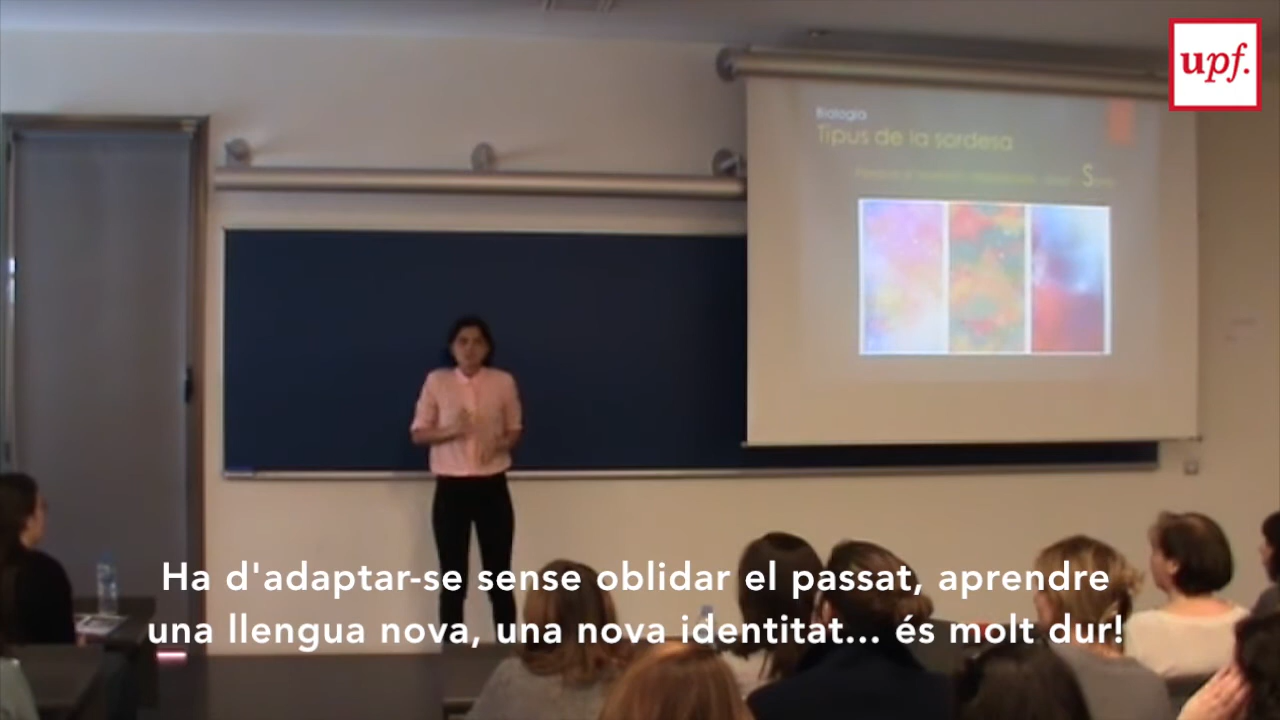 upf.
Biologia
Tipus de la sordesa
S
Ha d'adaptar-se sense oblidar el passat, aprendre
una llengua nova, una nova identitat... és molt dur!